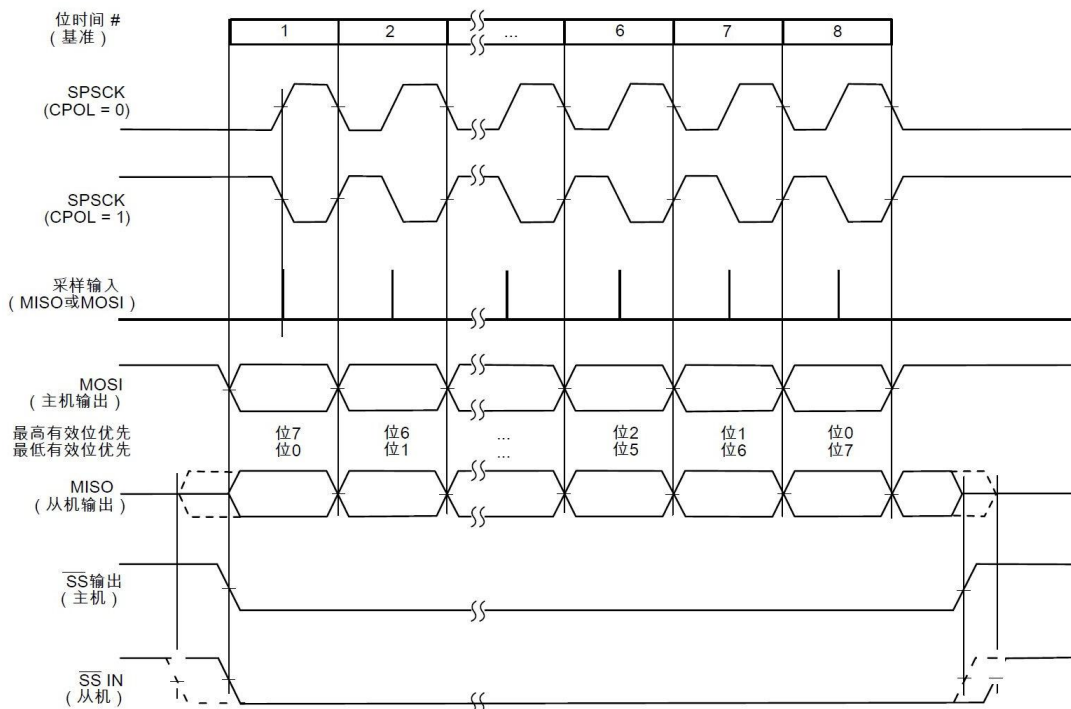 位时间 #
( 基准 )
1 2 ... 6 7 8
SPSCK
(CPOL = 0)
SPSCK
(CPOL = 1)
采样输入
( MISO或MOSI )
MOSI
( 主机输出 )
最高有效位优先 位7 位6 ... 位2 位1 位0
最低有效位优先 位0 位1 ... 位5 位6 位7
MISO
( 从机输出 )
SS输出
( 主机 )
SS IN
( 从机 )